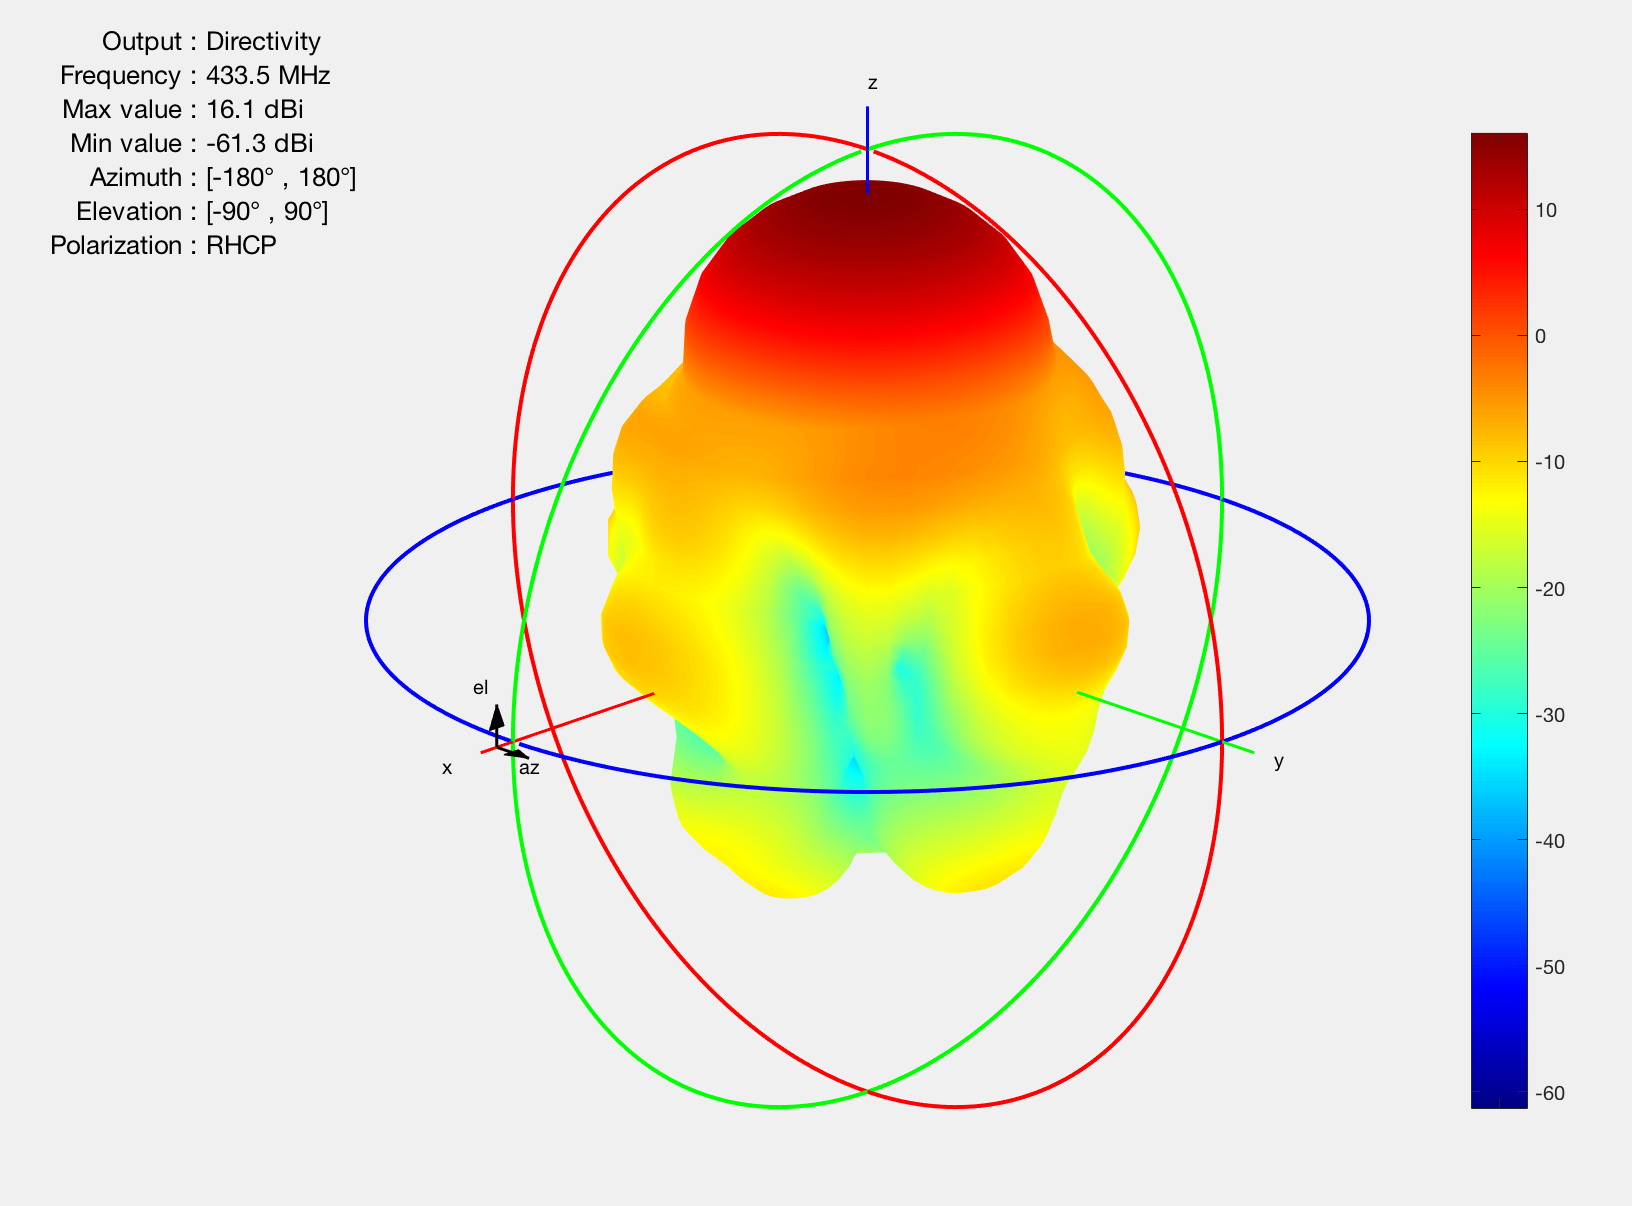 Output : Directivity
Frequency : 433.5 MHz
Max value : 16.1 dBi
Min value : -61.3 dBi
Azimuth : [-180° , 180°]
Elevation : [-90° , 90°]
Polarization : RHCP
z
10
0
-10
-20
-30
-40
-50
-60
el
x
az
y